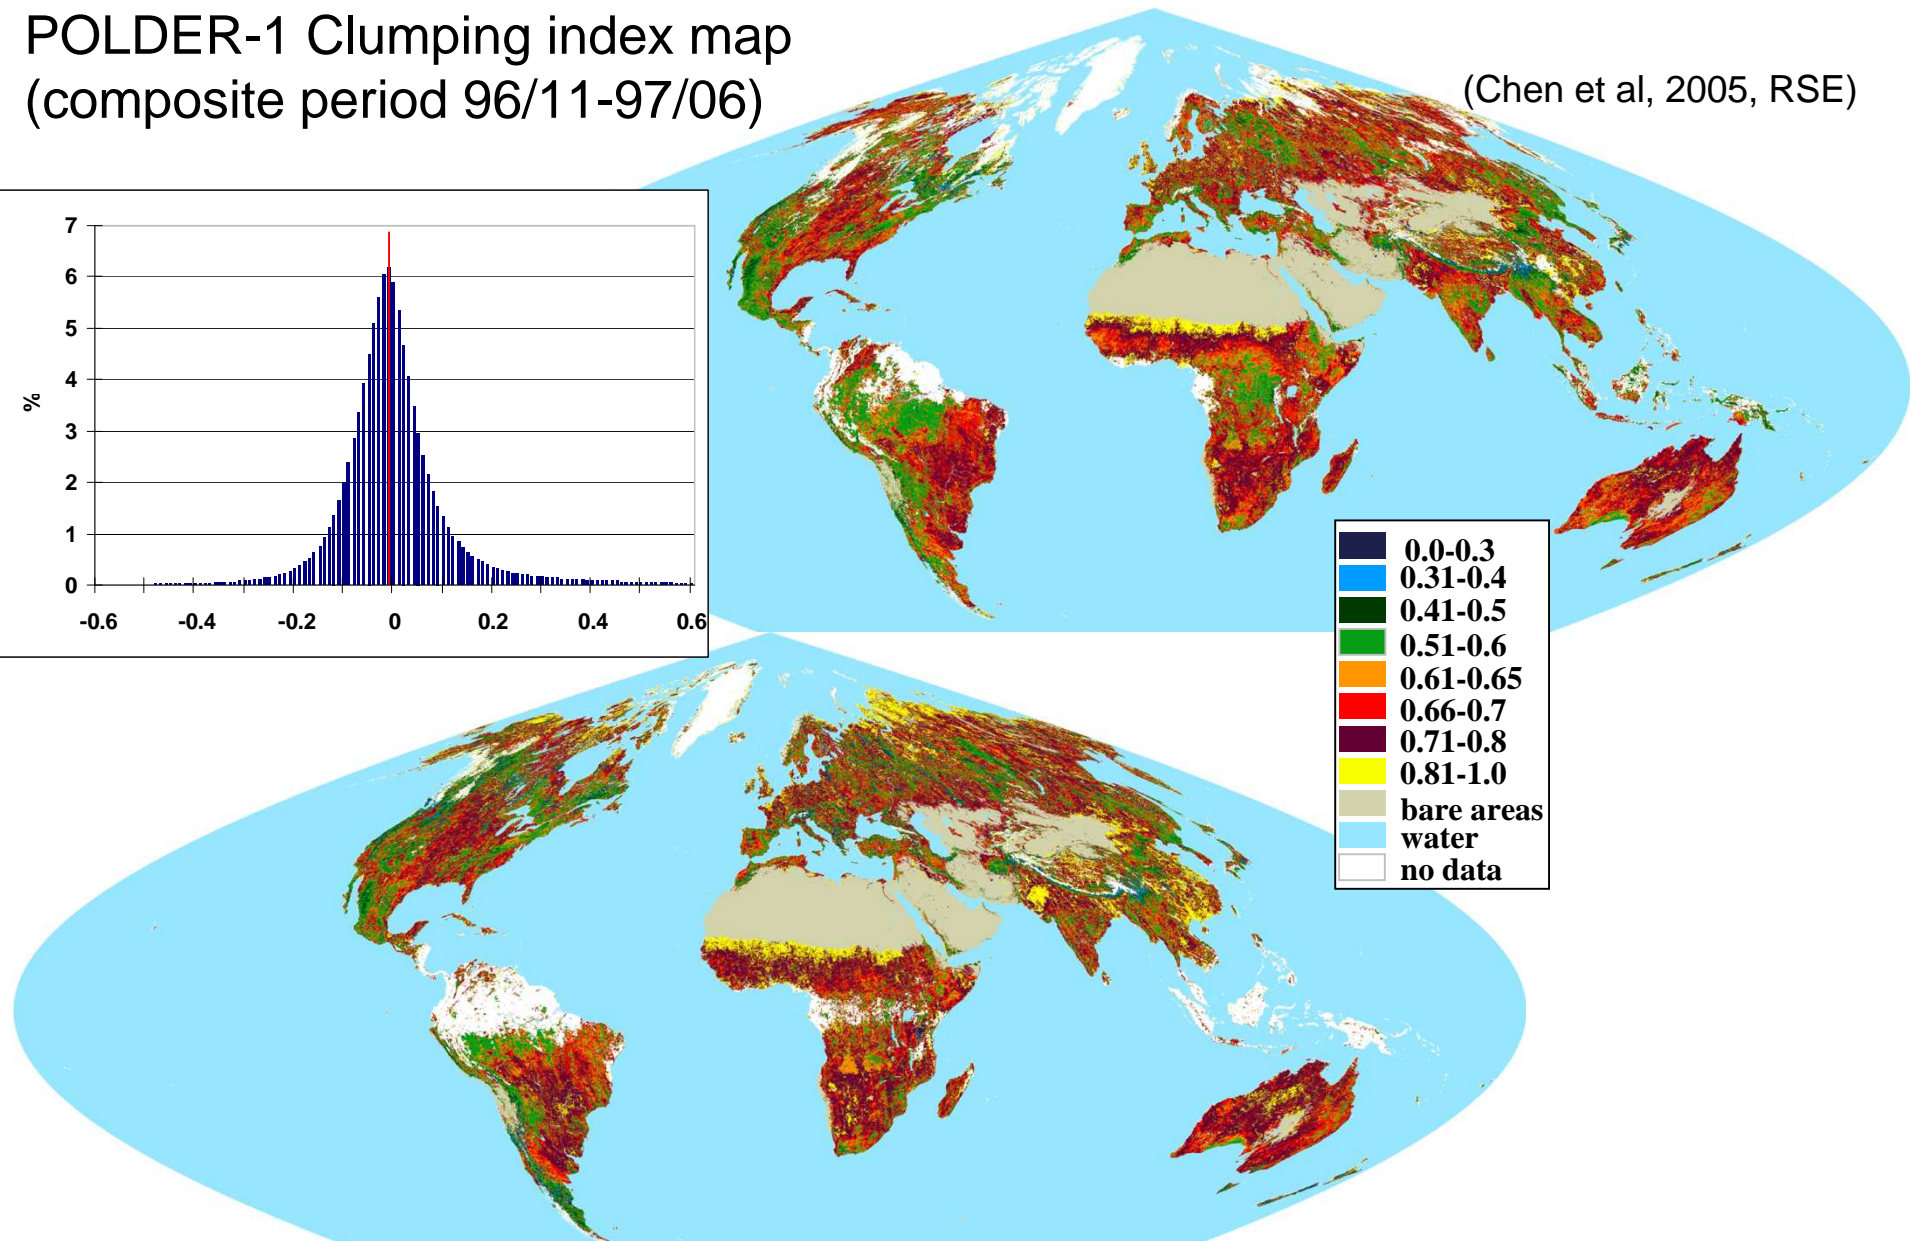 POLDER-1 Clumping index map
(composite period 96/11-97/06)
(Chen et al, 2005, RSE)
7
6
5
4
3
2
1
0
%
-0.6 -0.4 -0.2 0 0.2 0.4 0.6
0.0-0.3
0.31-0.4
0.41-0.5
0.51-0.6
0.61-0.65
0.66-0.7
0.71-0.8
0.81-1.0
bare areas
water
no data